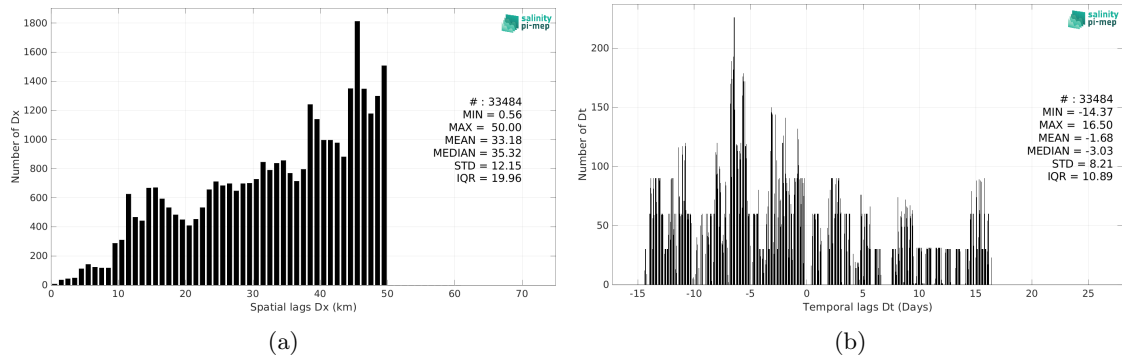 salinity
pi-mep
1800
1600
1400
1200
1000
800
600
400
200
0
Number of Dx
# : 33484
MIN = 0.56
MAX = 50.00
MEAN = 33.18
MEDIAN = 35.32
STD = 12.15
IQR = 19.96
0 10 20 30 40 50 60 70
Spatial lags Dx (km)
(a)
salinity
pi-mep
200
150
100
50
0
Number of Dt
# : 33484
MIN = -14.37
MAX = 16.50
MEAN = -1.68
MEDIAN = -3.03
STD = 8.21
IQR = 10.89
-15 -10 -5 0 5 10 15 20 25
Temporal lags Dt (Days)
(b)